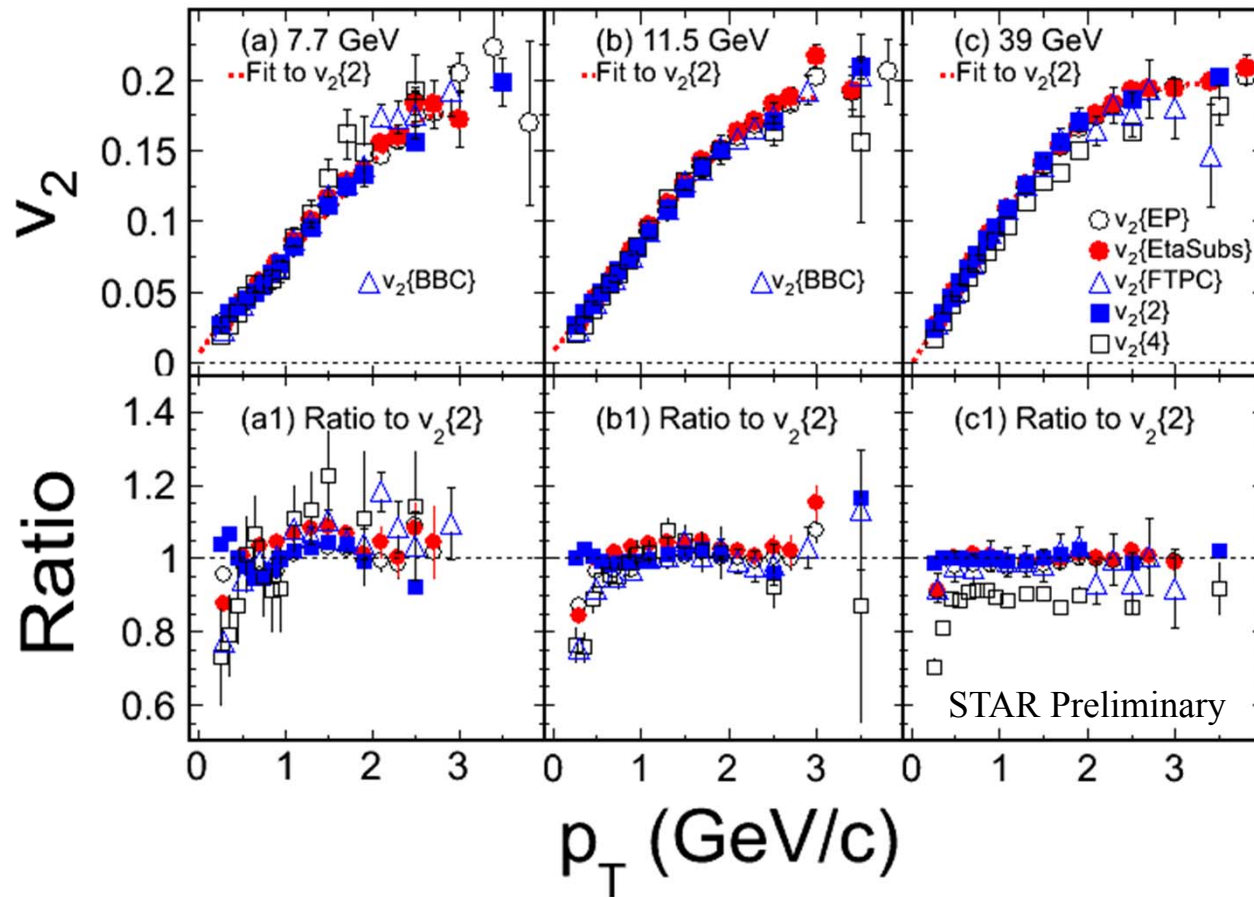 (a) 7.7 GeV
Fit to v₂{2}
v₂{BBC}
(b) 11.5 GeV
Fit to v₂{2}
v₂{BBC}
(c) 39 GeV
Fit to v₂{2}
v₂{EP}
v₂{EtaSubs}
v₂{FTPC}
v₂{2}
v₂{4}
v₂
0.2
0.15
0.1
0.05
0
(a1) Ratio to v₂{2}
(b1) Ratio to v₂{2}
(c1) Ratio to v₂{2}
STAR Preliminary
Ratio
1.4
1.2
1
0.8
0.6
0 1 2 3
0 1 2 3
0 1 2 3
p_T (GeV/c)